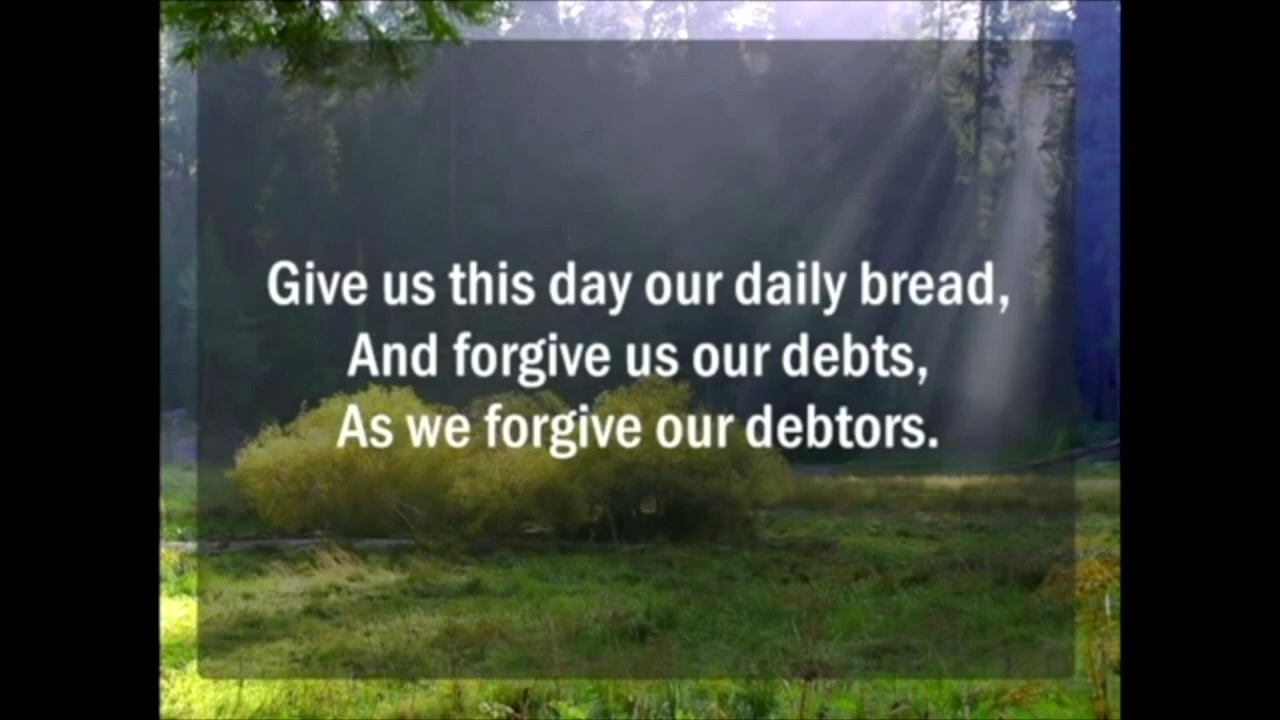 Give us this day our daily bread,
And forgive us our debts,
As we forgive our debtors.